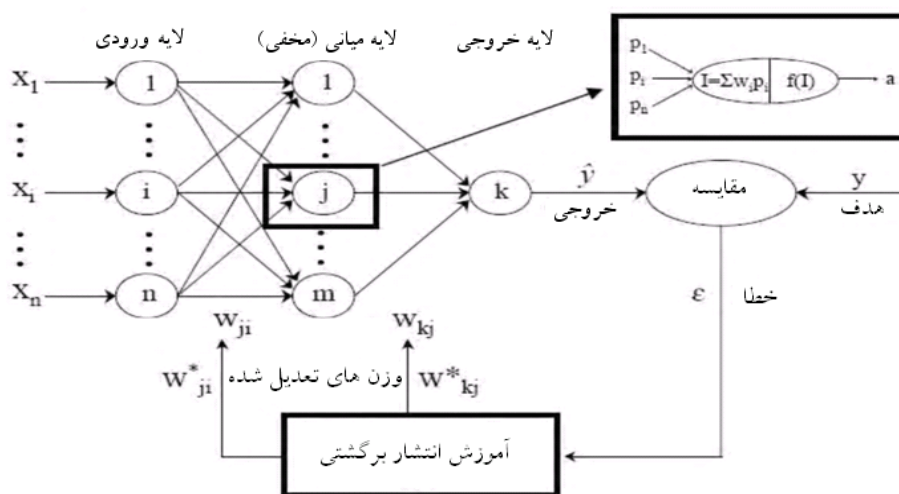 لایه ورودی لایه میانی (مخفی) لایه خروجی
p1
pi I=Σwipi f(I) a
pn
x1 1 1
xi i j k ŷ مقایسه y
خروجی هدف
xn n m
ε خطا
wji wkj
w*ji وزن های تعدیل شده w*kj
آموزش انتشار برگشتی